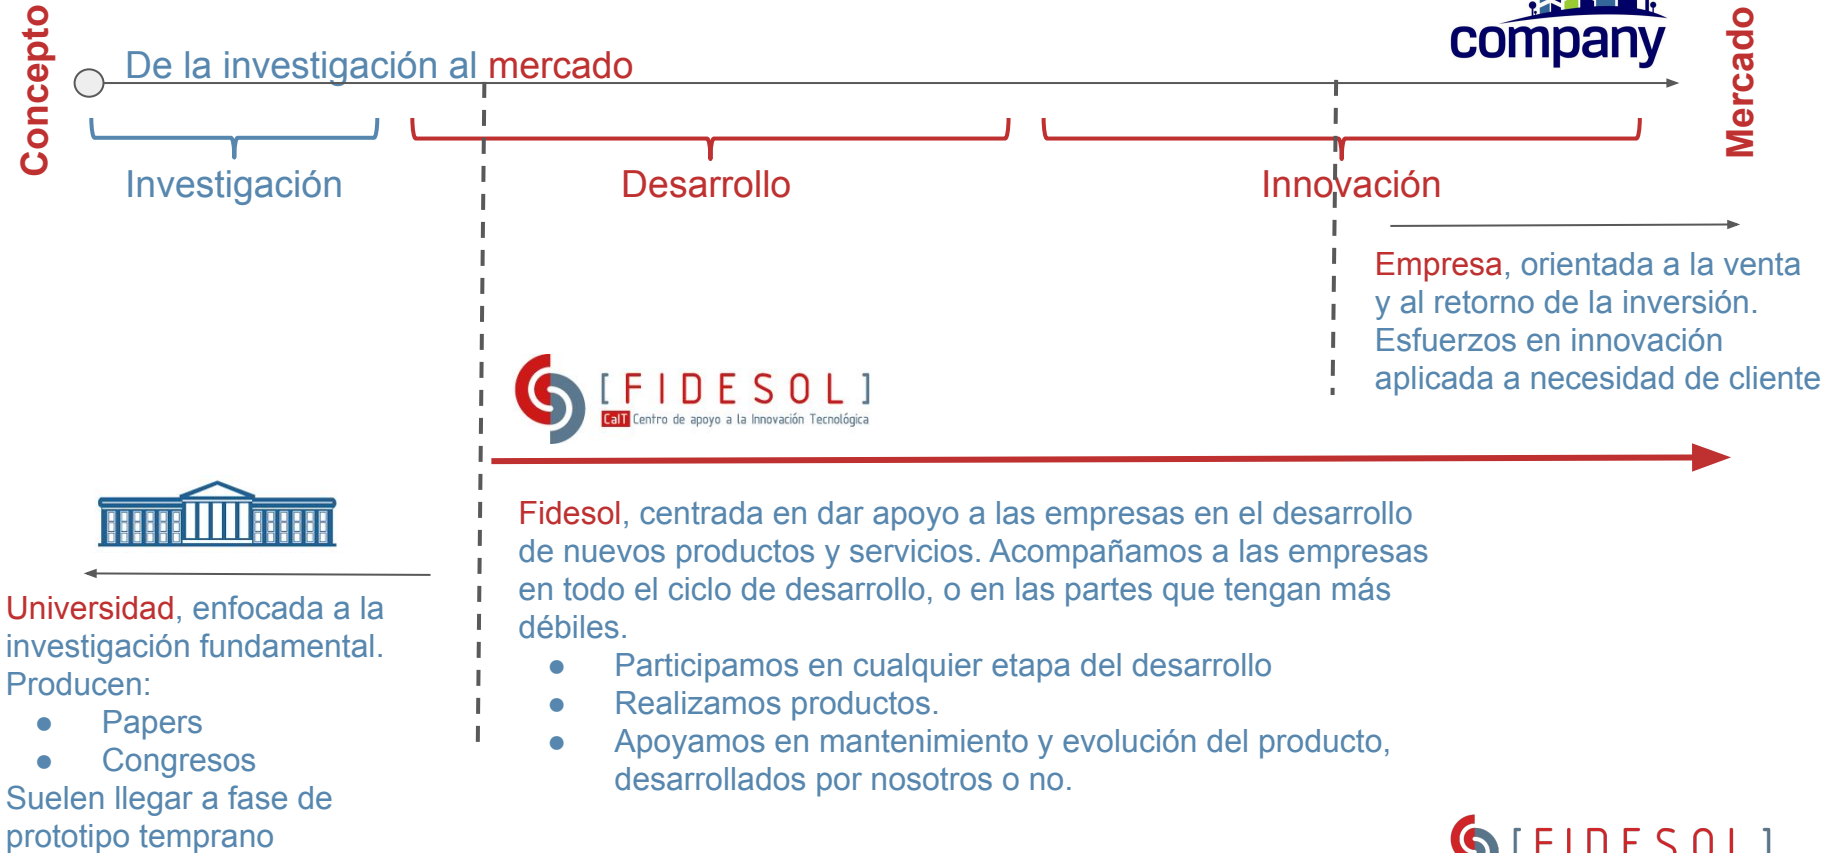 Concepto
De la investigación al mercado
company
Mercado
Investigación
Desarrollo
Innovación
Empresa, orientada a la venta
y al retorno de la inversión.
Esfuerzos en innovación
aplicada a necesidad de cliente
[FIDESOL]
CaIT Centro de apoyo a la Innovación Tecnológica
Fidesol, centrada en dar apoyo a las empresas en el desarrollo
de nuevos productos y servicios. Acompañamos a las empresas
en todo el ciclo de desarrollo, o en las partes que tengan más
débiles.
● Participamos en cualquier etapa del desarrollo
● Realizamos productos.
● Apoyamos en mantenimiento y evolución del producto,
desarrollados por nosotros o no.
Universidad, enfocada a la
investigación fundamental.
Producen:
● Papers
● Congresos
Suelen llegar a fase de
prototipo temprano
[FIDESOL]